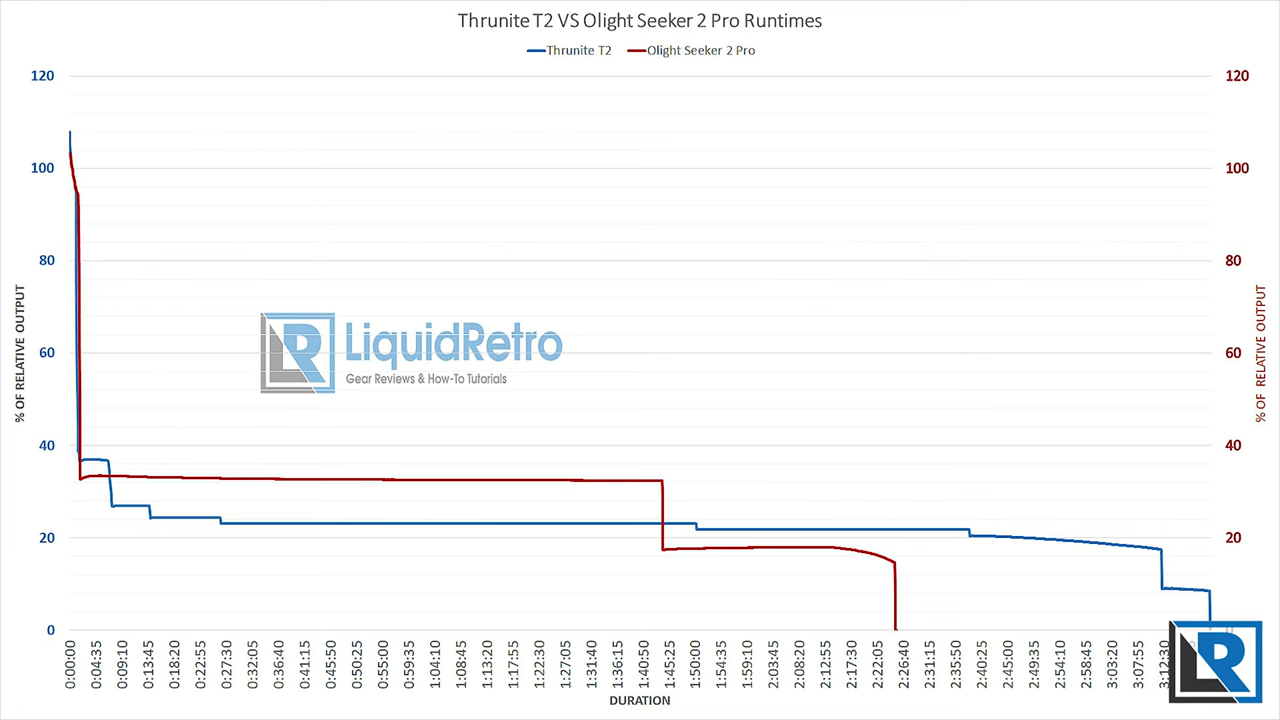 Thrunite T2 VS Olight Seeker 2 Pro Runtimes
Thrunite T2 Olight Seeker 2 Pro
120 120
100 100
80 80
60 60
40 40
20 20
0
% OF RELATIVE OUTPUT
% OF RELATIVE OUTPUT
LiquidRetro
Gear Reviews & How-To Tutorials
0:00:00 0:04:35 0:09:10 0:13:45 0:18:20 0:22:55 0:27:30 0:32:05 0:36:40 0:41:15 0:45:50 0:50:25 0:55:00 0:59:35 1:04:10 1:08:45 1:13:20 1:17:55 1:22:30 1:27:05 1:31:40 1:36:15 1:40:50 1:45:25 1:50:00 1:54:35 1:59:10 2:03:45 2:08:20 2:12:55 2:17:30 2:22:05 2:26:40 2:31:15 2:35:50 2:40:25 2:45:00 2:49:35 2:54:10 2:58:45 3:03:20 3:07:55 3:12:30
DURATION
LR